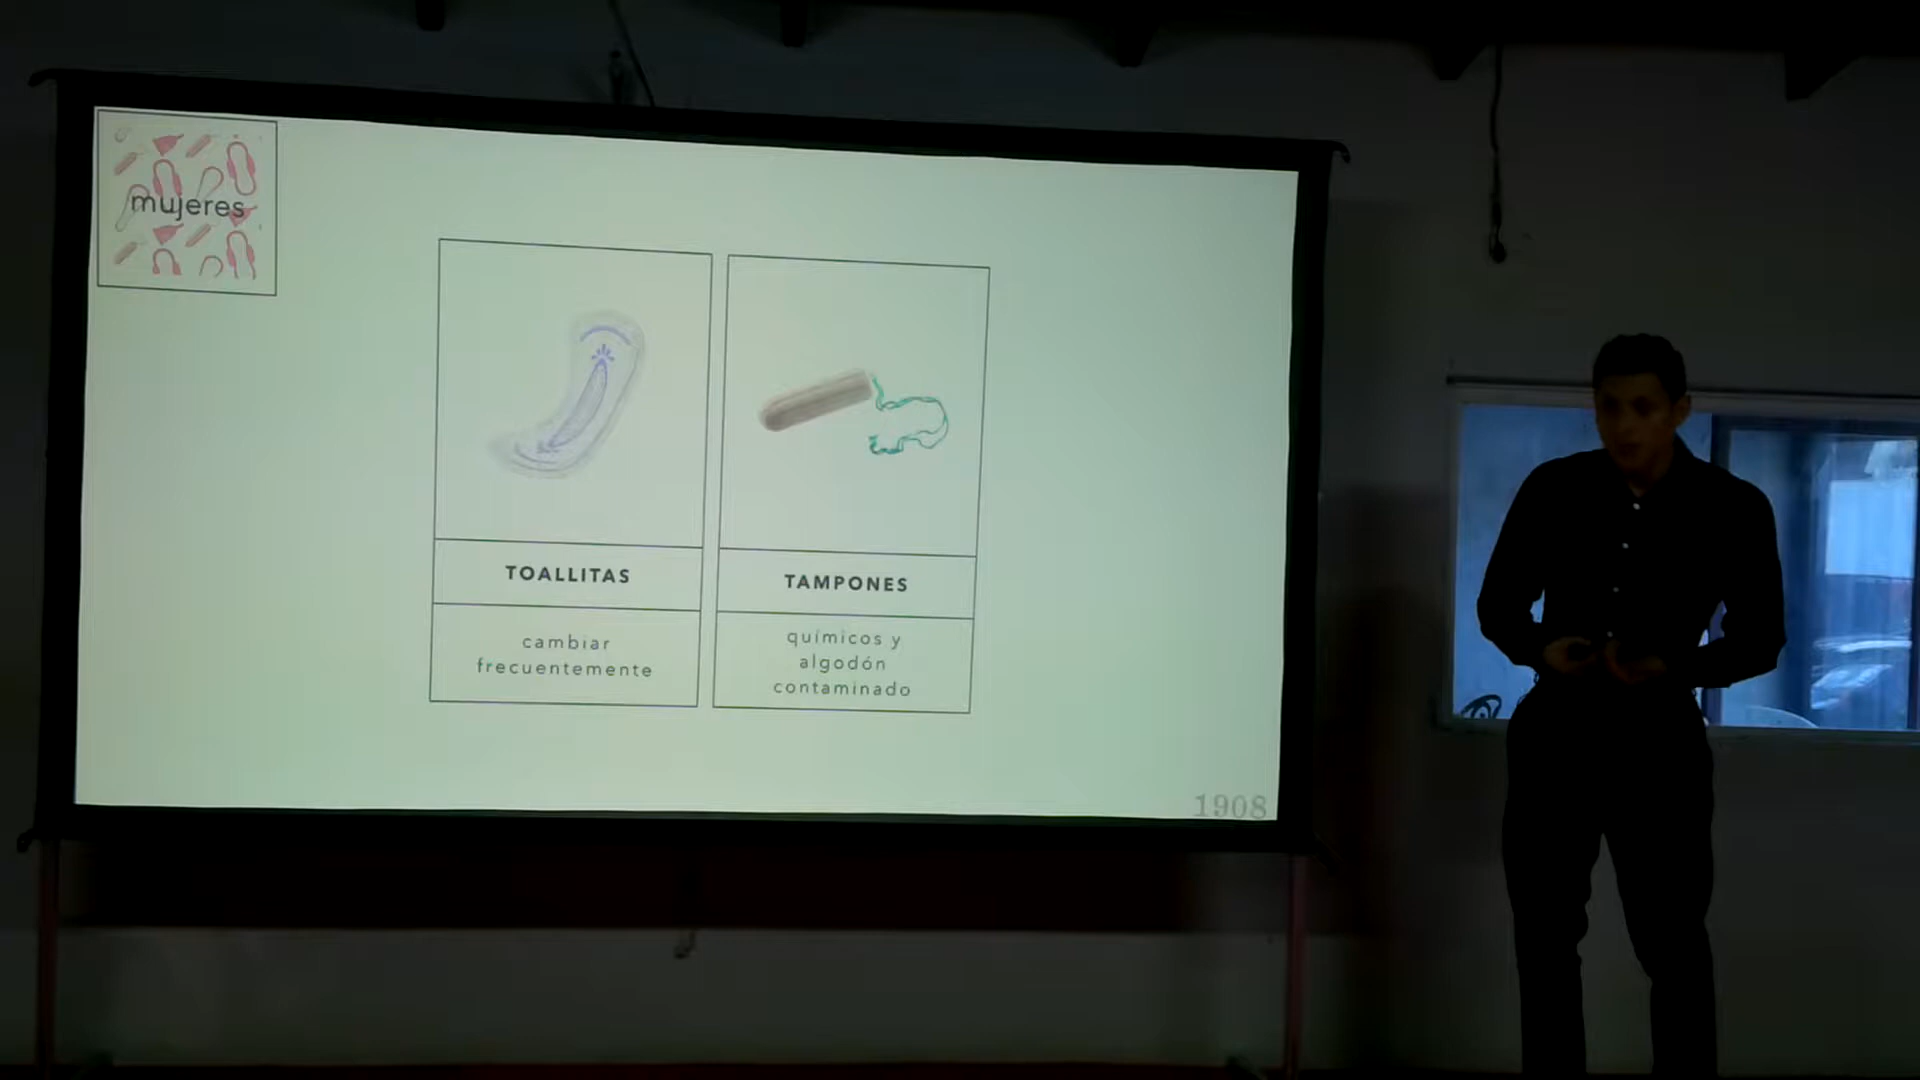 mujeres
TOALLITAS
cambiar
frecuentemente
TAMPONES
químicos y
algodón
contaminado
1908